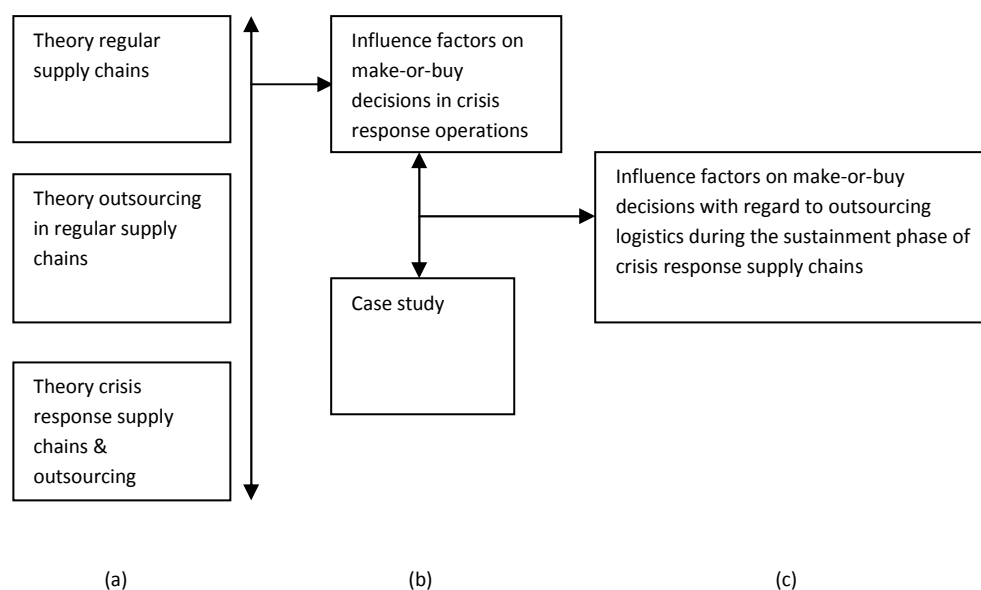 Theory regular
supply chains
Theory outsourcing
in regular supply
chains
Theory crisis
response supply
chains &
outsourcing
Influence factors on
make-or-buy
decisions in crisis
response operations
Case study
Influence factors on make-or-buy
decisions with regard to outsourcing
logistics during the sustainment phase of
crisis response supply chains
(a)
(b)
(c)